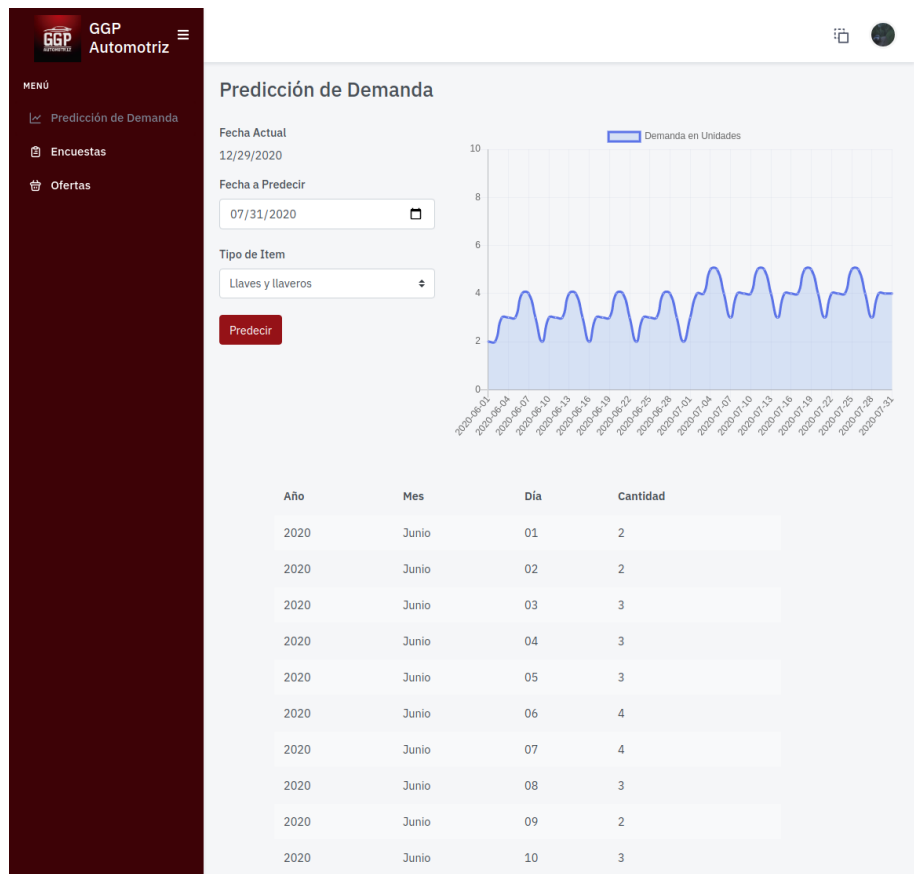 GGP
AUTOMOTRIZ
GGP
Automotriz
MENÚ
Predicción de Demanda
Encuestas
Ofertas
Predicción de Demanda
Fecha Actual
12/29/2020
Fecha a Predecir
07/31/2020
Tipo de Item
Llaves y llaveros
Predecir
Demanda en Unidades
10
8
6
4
2
0
2020-06-01
2020-06-04
2020-06-07
2020-06-10
2020-06-13
2020-06-16
2020-06-19
2020-06-22
2020-06-25
2020-06-28
2020-07-01
2020-07-04
2020-07-07
2020-07-10
2020-07-13
2020-07-16
2020-07-19
2020-07-22
2020-07-25
2020-07-28
2020-07-31
Año Mes Día Cantidad
2020 Junio 01 2
2020 Junio 02 2
2020 Junio 03 3
2020 Junio 04 3
2020 Junio 05 3
2020 Junio 06 4
2020 Junio 07 4
2020 Junio 08 3
2020 Junio 09 2
2020 Junio 10 3